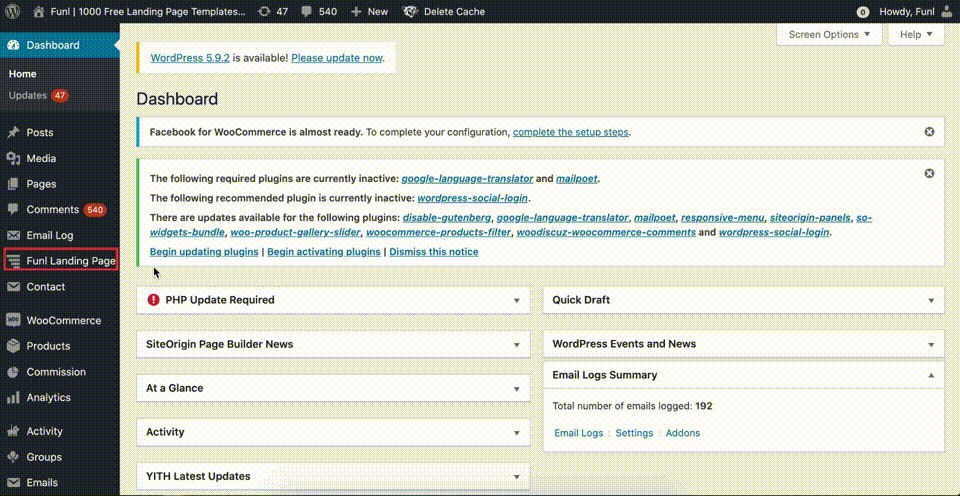 Funl | 1000 Free Landing Page Templates...
47
540
+ New
Delete Cache
0
Howdy, Funl
Screen Options
Help
Dashboard
Home
Updates 47
Posts
Media
Pages
Comments 540
Email Log
Funl Landing Page
Contact
WooCommerce
Products
Commission
Analytics
Activity
Groups
Emails
WordPress 5.9.2 is available! Please update now.
Dashboard
Facebook for WooCommerce is almost ready. To complete your configuration, complete the setup steps.
The following required plugins are currently inactive: google-language-translator and mailpoet.
The following recommended plugin is currently inactive: wordpress-social-login.
There are updates available for the following plugins: disable-gutenberg, google-language-translator, mailpoet, responsive-menu, siteorigin-panels, so-
widgets-bundle, woo-product-gallery-slider, woocommerce-products-filter, woodiscuz-woocommerce-comments and wordpress-social-login.
Begin updating plugins | Begin activating plugins | Dismiss this notice
PHP Update Required
SiteOrigin Page Builder News
At a Glance
Activity
YITH Latest Updates
Quick Draft
WordPress Events and News
Email Logs Summary
Total number of emails logged: 192
Email Logs | Settings | Addons